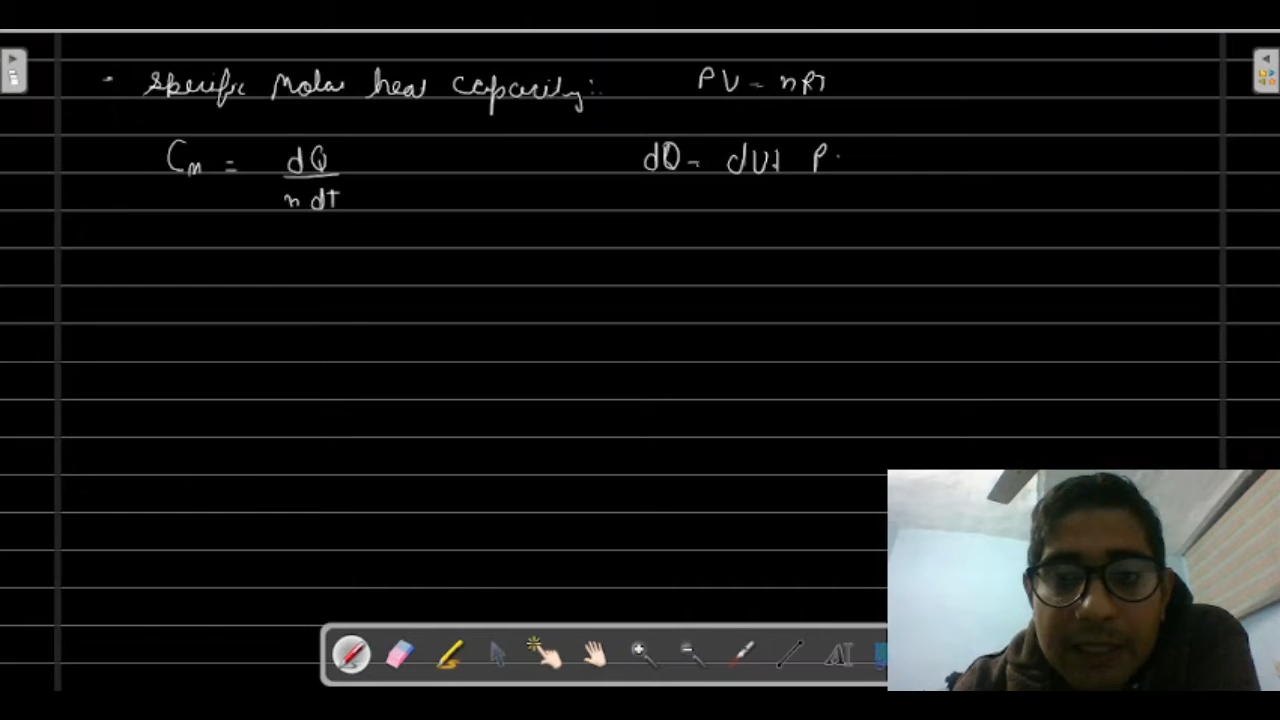 · Specific Molar heat capacity:- PV = nRT
Cm = dQ / n dT dQ = dU + P